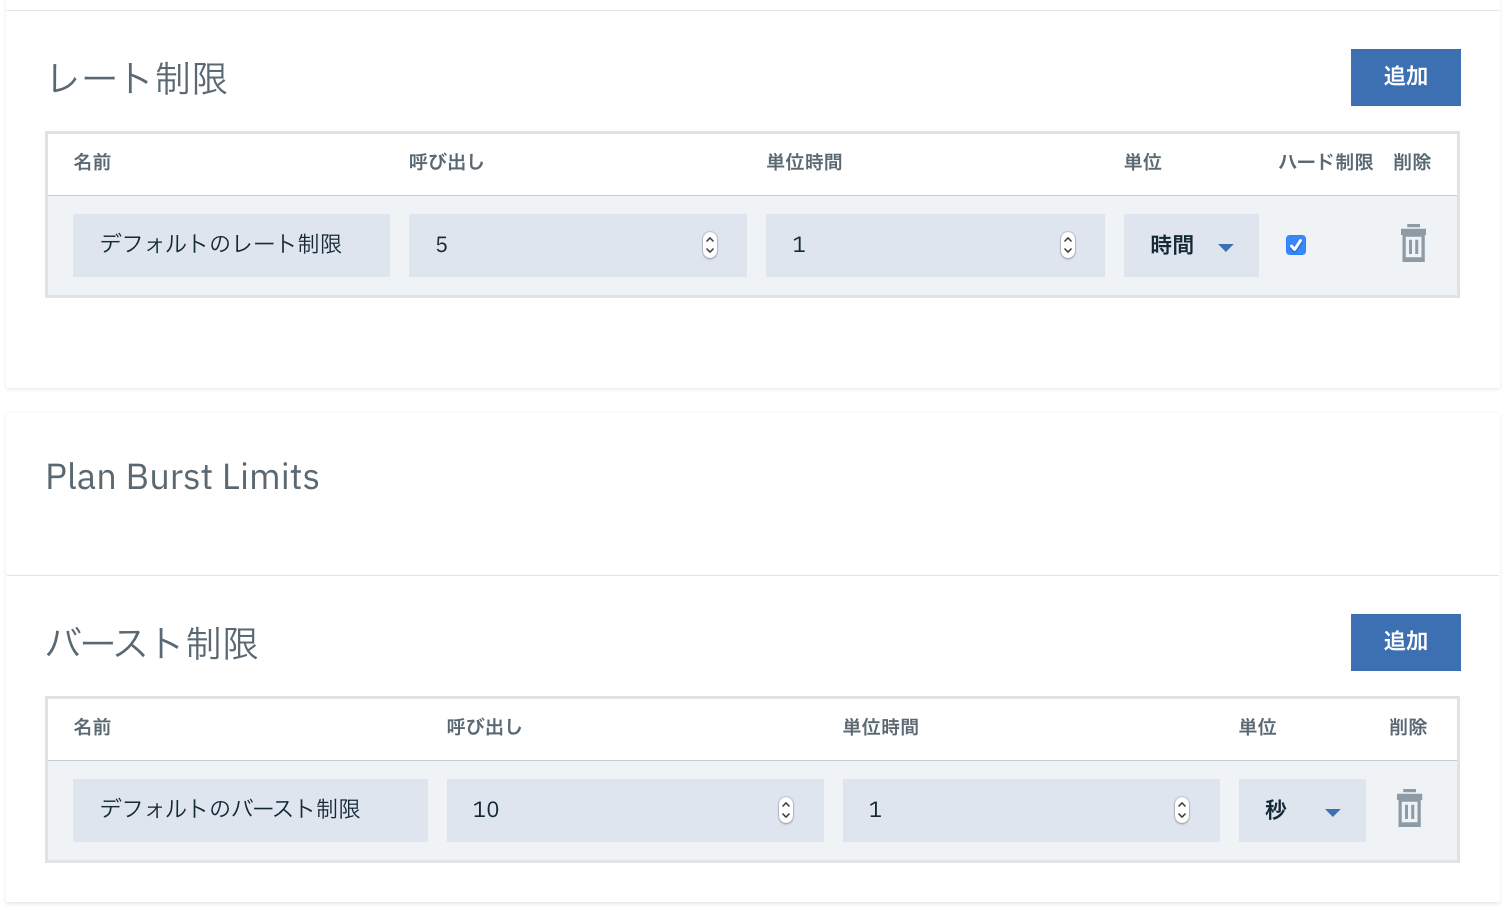 レート制限
追加
名前 呼び出し 単位時間 単位 ハード制限 削除
デフォルトのレート制限 5 1 時間
Plan Burst Limits
バースト制限
追加
名前 呼び出し 単位時間 単位 削除
デフォルトのバースト制限 10 1 秒